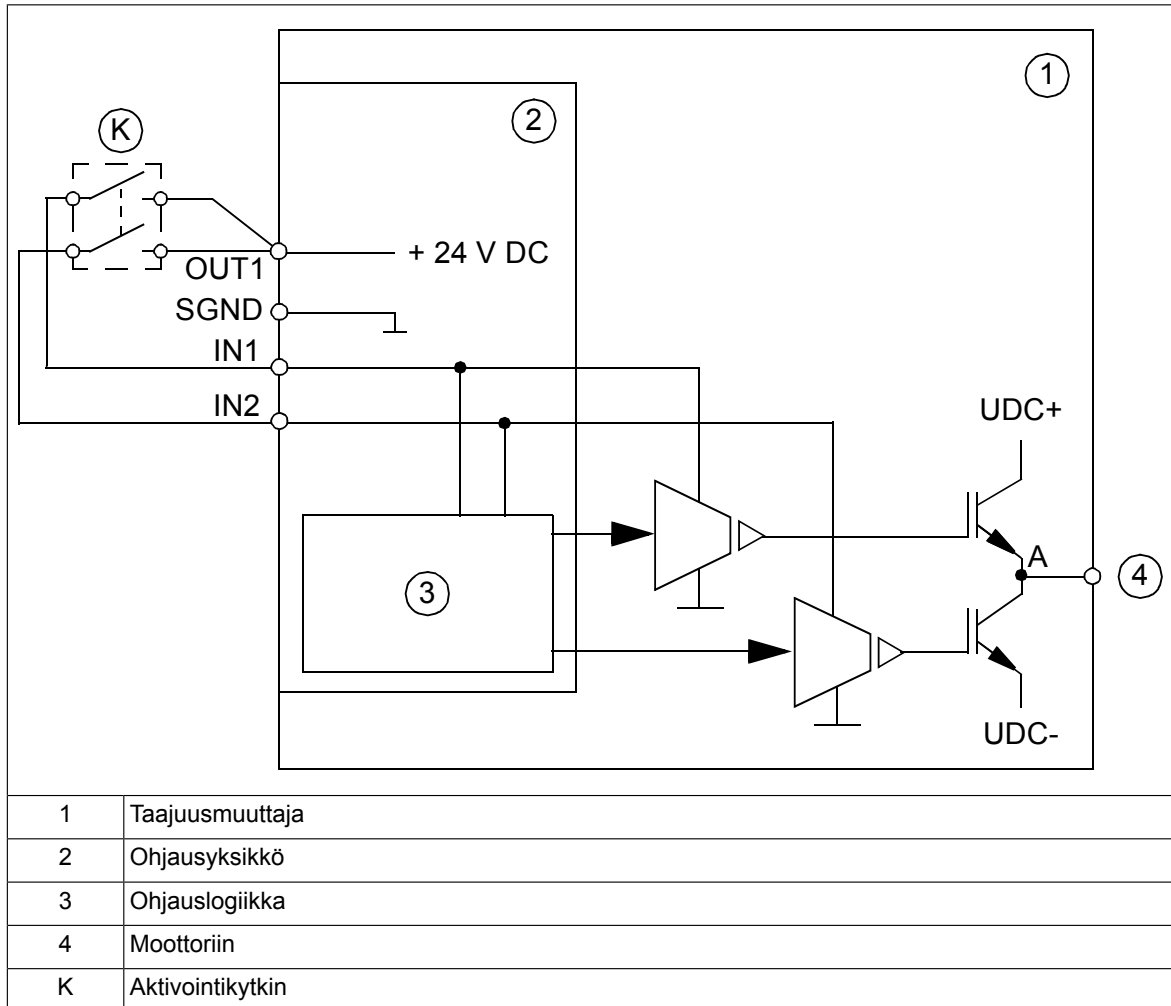 1
2
K
OUT1
+ 24 V DC
SGND
IN1
IN2
UDC+
A
3
4
UDC-
1 Taajuusmuuttaja
2 Ohjausyksikkö
3 Ohjauslogiikka
4 Moottoriin
K Aktivointikytkin